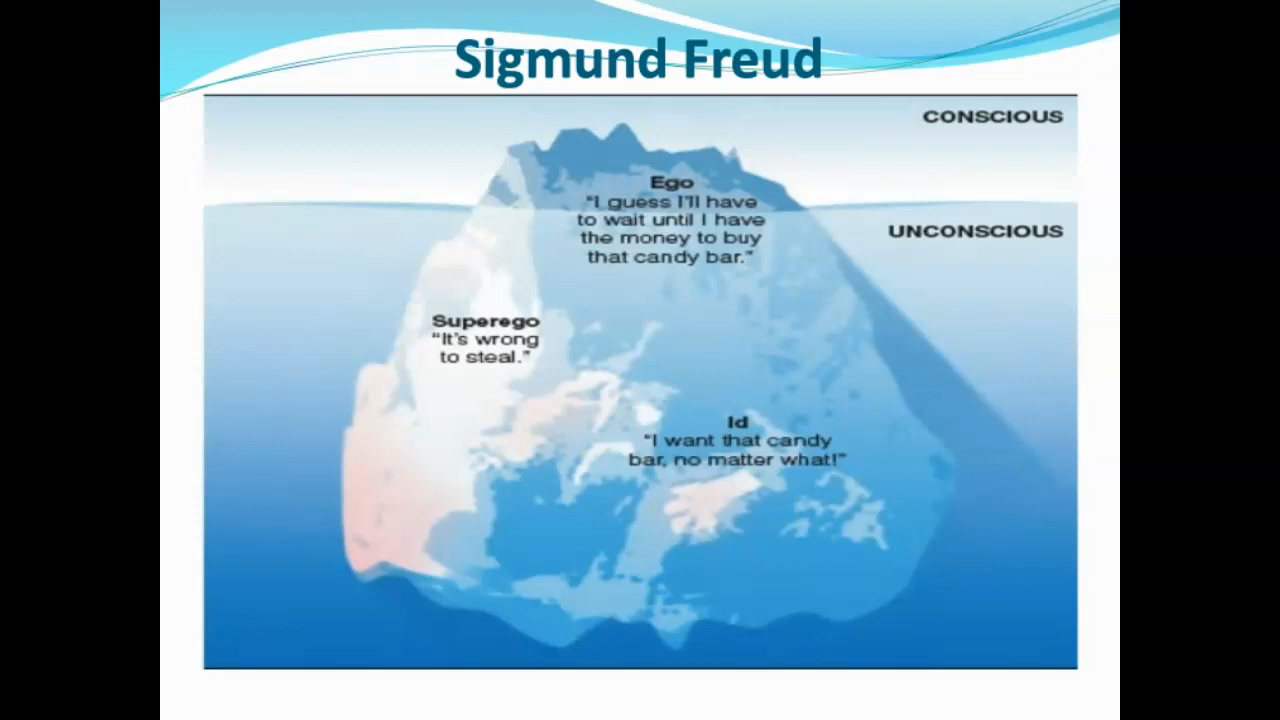 Sigmund Freud
CONSCIOUS
Ego
"I guess I'll have
to wait until I have
the money to buy
that candy bar."
UNCONSCIOUS
Superego
"It's wrong
to steal."
Id
"I want that candy
bar, no matter what!"